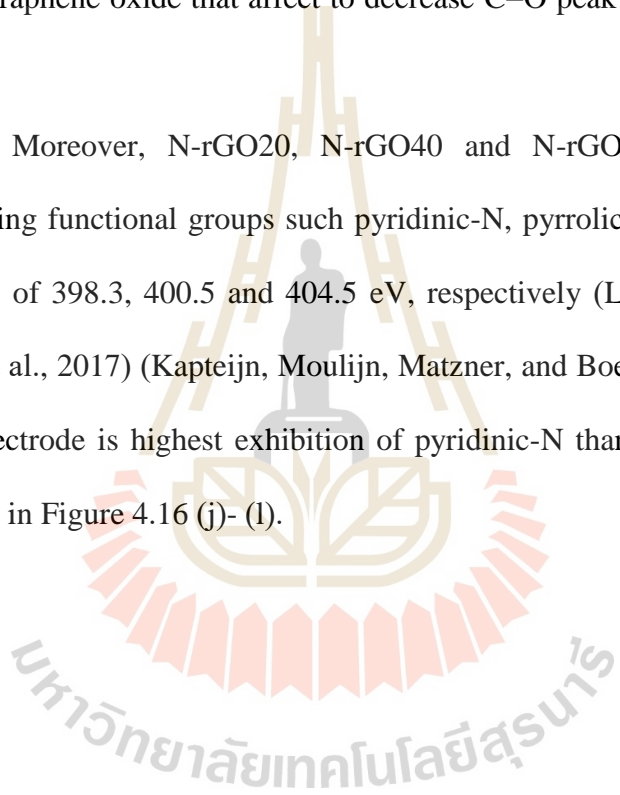 raphene oxide that affect to decrease C=O peak
Moreover, N-rGO20, N-rGO40 and N-rGO
ing functional groups such pyridinic-N, pyrrolic
of 398.3, 400.5 and 404.5 eV, respectively (L
al., 2017) (Kapteijn, Moulijn, Matzner, and Boe
ectrode is highest exhibition of pyridinic-N than
in Figure 4.16 (j)- (l).
มหาวิทยาลัยเทคโนโลยีสุรนารี